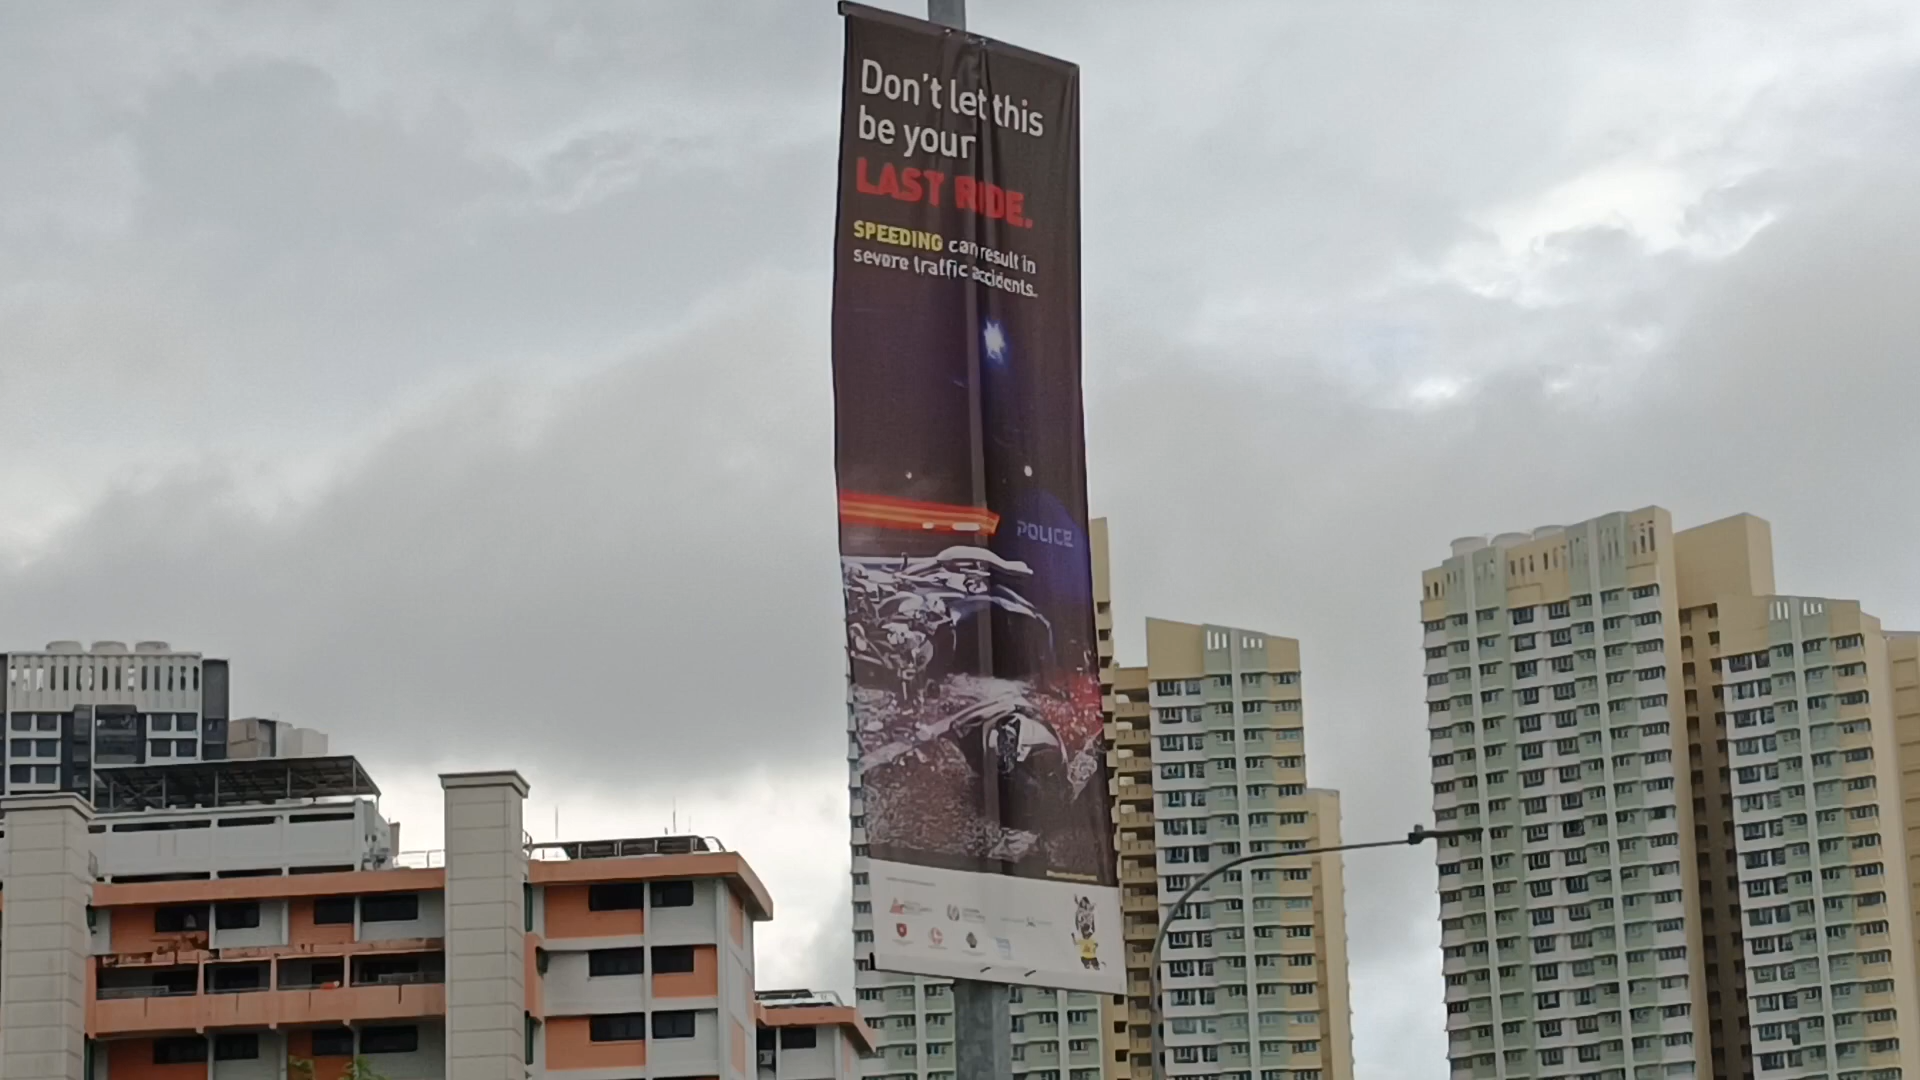 Don't let this
be your
LAST RIDE.
SPEEDING can result in
severe traffic accidents.
POLICE